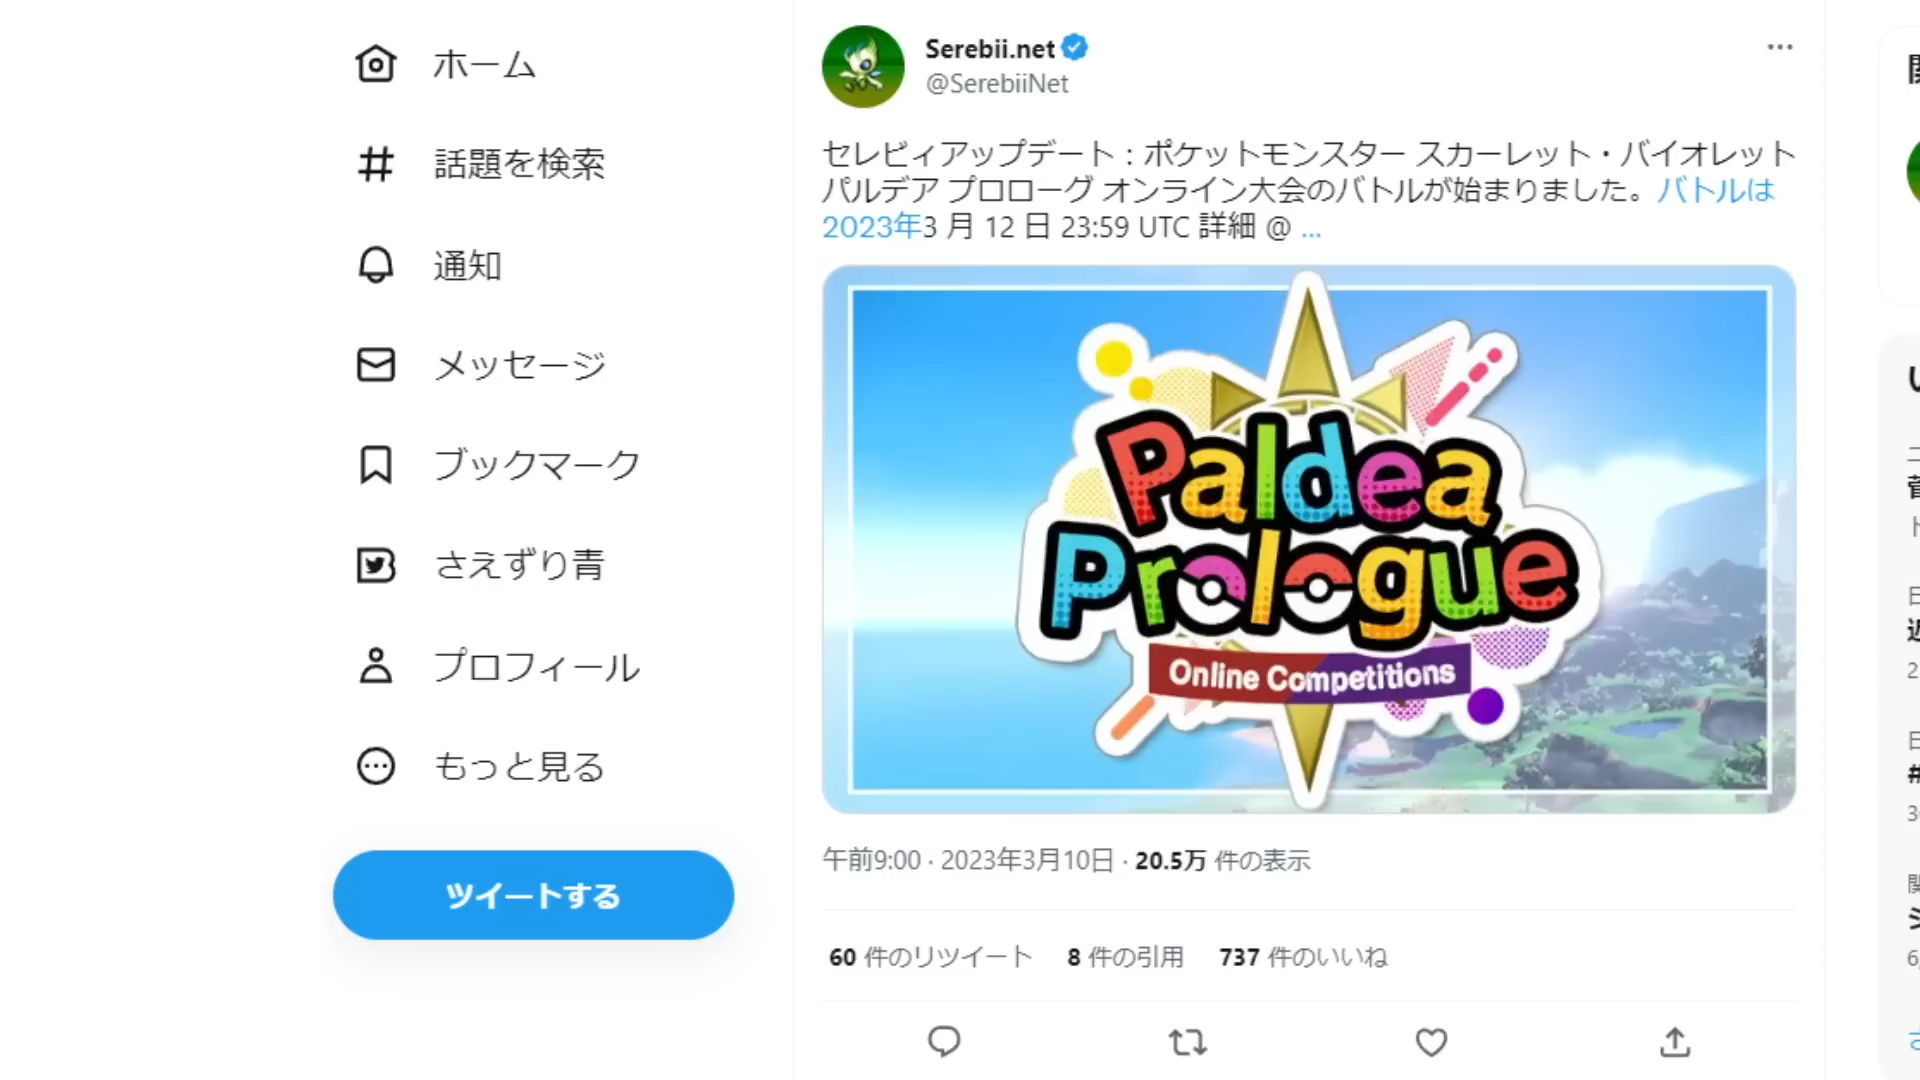 ホーム
話題を検索
通知
メッセージ
ブックマーク
さえずり青
プロフィール
もっと見る
ツイートする
Serebii.net
@SerebiiNet
セレビィアップデート：ポケットモンスター スカーレット・バイオレット
パルデア プロローグ オンライン大会のバトルが始まりました。バトルは
2023年3 月 12 日 23:59 UTC 詳細 @ ...
Paldea
Prologue
Online Competitions
午前9:00 · 2023年3月10日 · 20.5万 件の表示
60 件のリツイート 8 件の引用 737 件のいいね